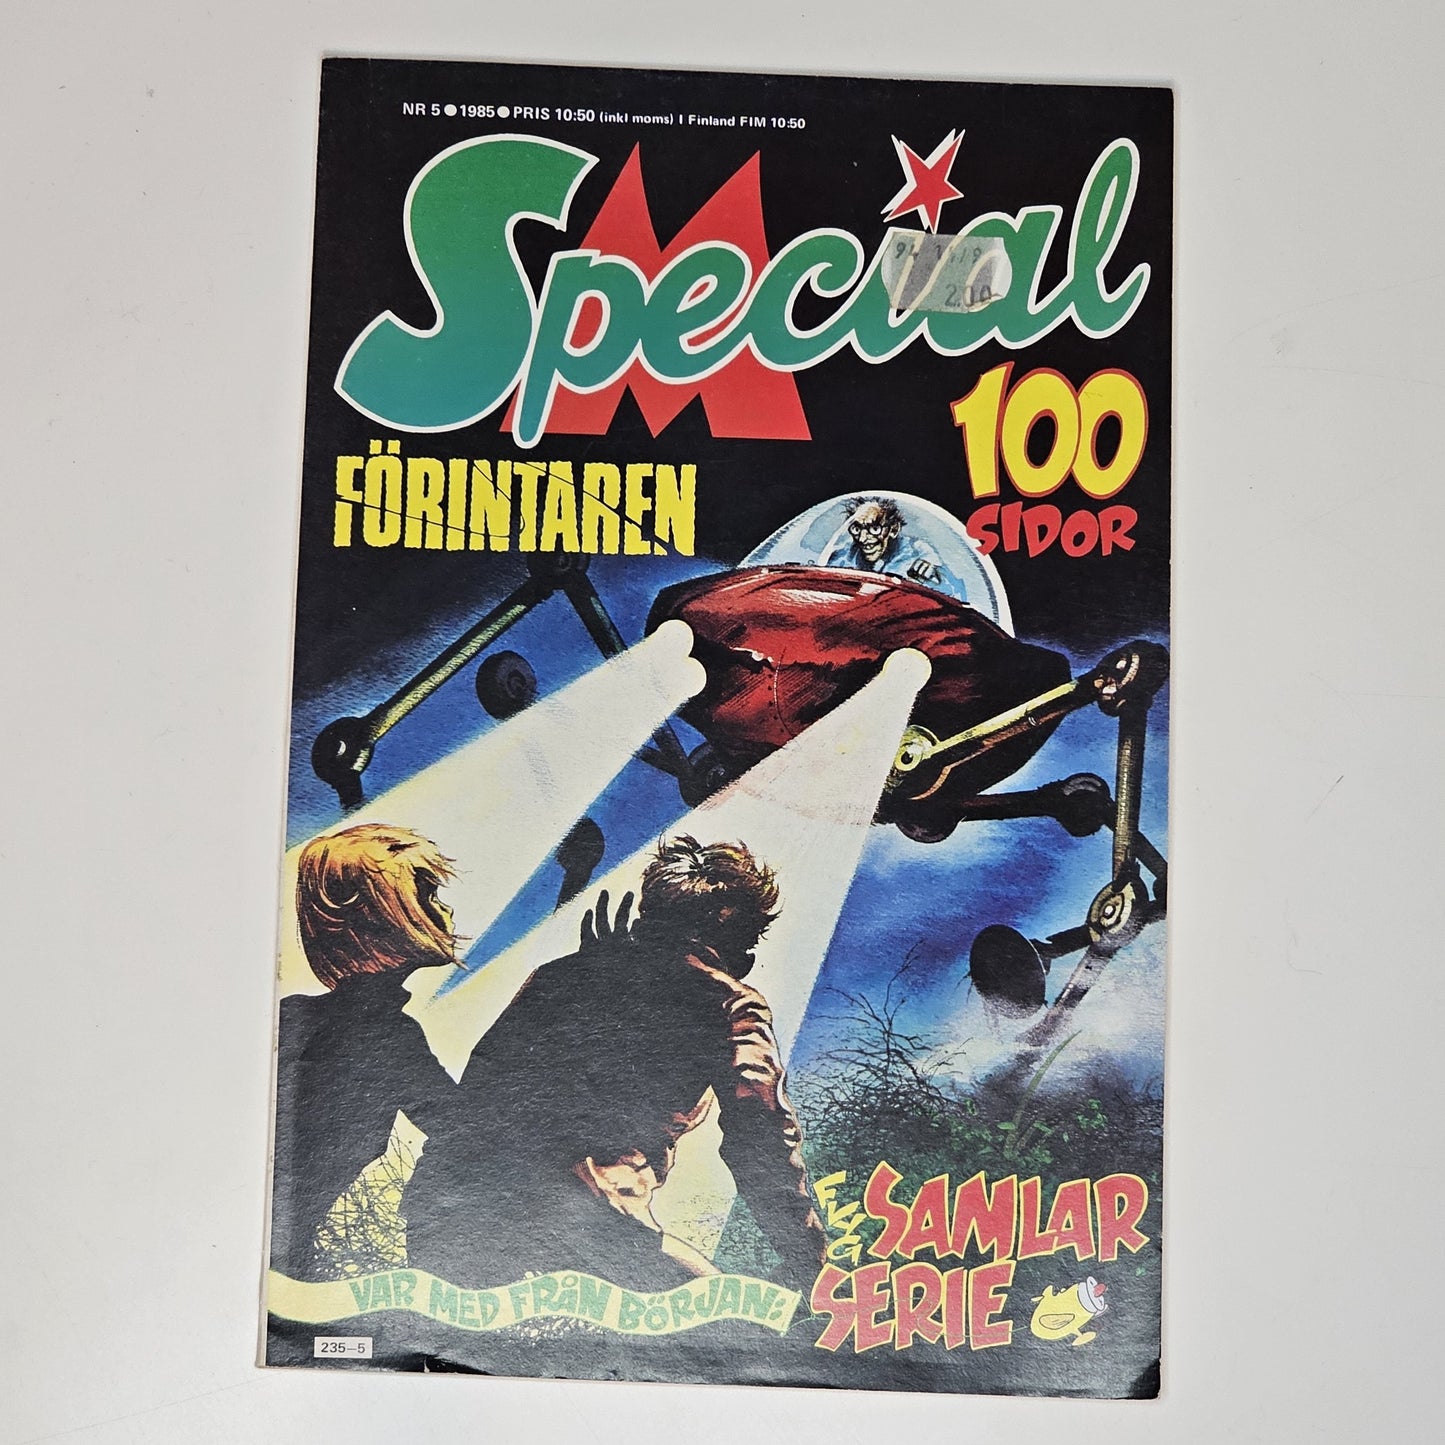 NR 5 ● 1985 ● PRIS 10:50 (inkl moms) I Finland FIM 10:50
M
Special
2.00
100
SIDOR
FÖRINTAREN
FLYG
SAMLAR
SERIE
VAR MED FRÅN BÖRJAN:
235–5